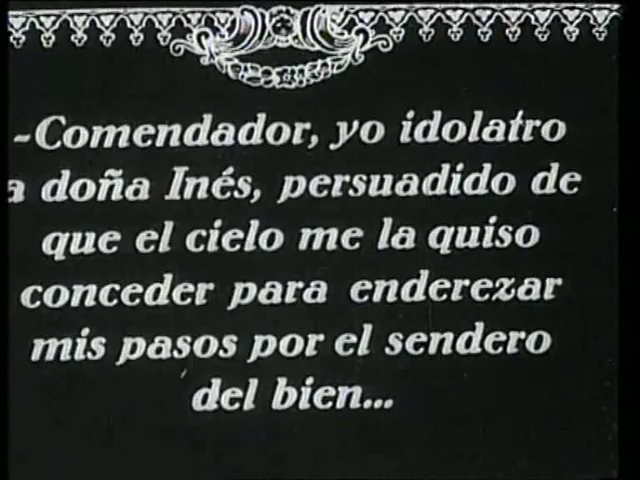 -Comendador, yo idolatro
a doña Inés, persuadido de
que el cielo me la quiso
conceder para enderezar
mis pasos por el sendero
del bien...